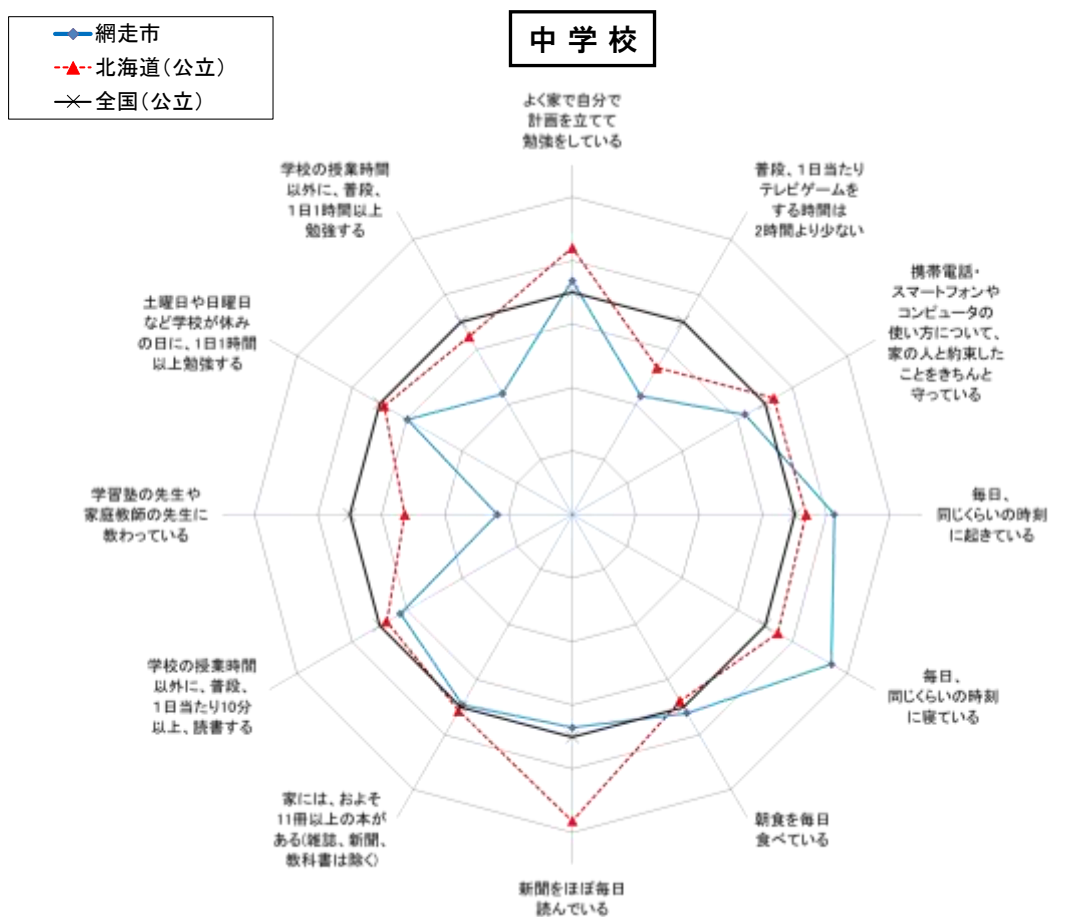 網走市
北海道(公立)
全国(公立)
中学校
よく家で自分で
計画を立てて
勉強をしている
普段、1日当たり
テレビゲームを
する時間は
2時間より少ない
携帯電話・
スマートフォンや
コンピュータの
使い方について、
家の人と約束した
ことをきちんと
守っている
毎日、
同じくらいの時刻
に起きている
毎日、
同じくらいの時刻
に寝ている
朝食を毎日
食べている
新聞をほぼ毎日
読んでいる
家には、およそ
11冊以上の本が
ある(雑誌、新聞、
教科書は除く)
学校の授業時間
以外に、普段、
1日当たり10分
以上、読書する
学習塾の先生や
家庭教師の先生に
教わっている
土曜日や日曜日
など学校が休み
の日に、1日1時間
以上勉強する
学校の授業時間
以外に、普段、
1日1時間以上
勉強する